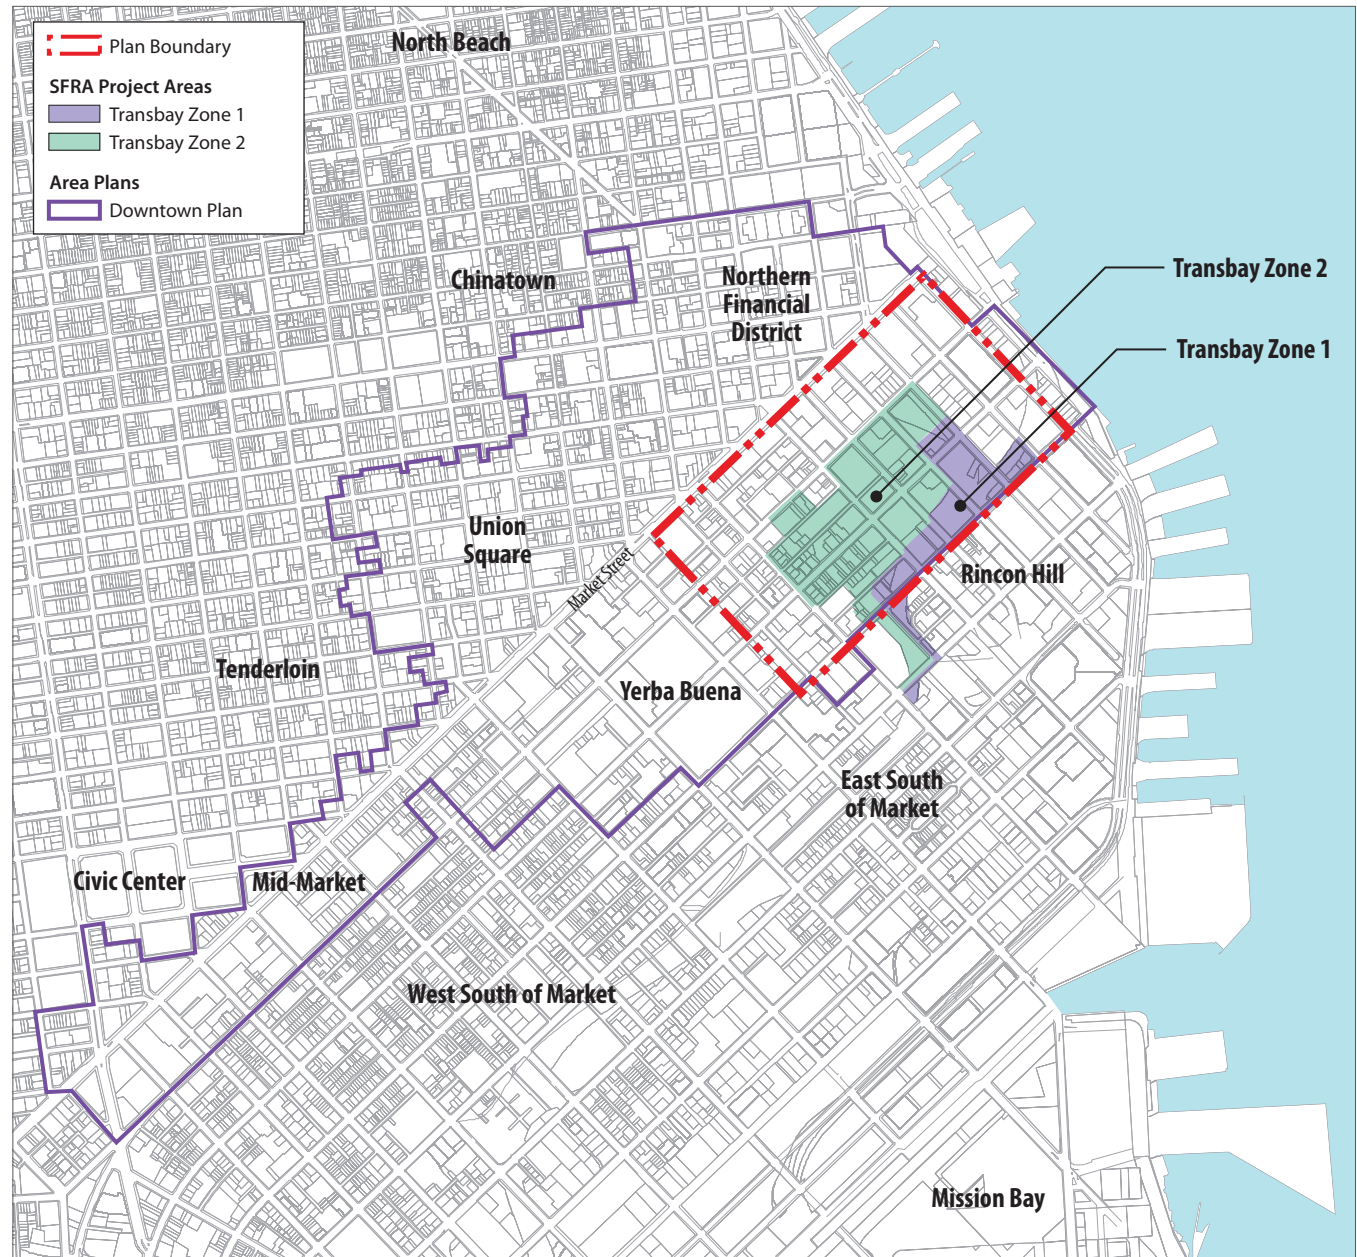 Plan Boundary
SFRA Project Areas
Transbay Zone 1
Transbay Zone 2
Area Plans
Downtown Plan
North Beach
Chinatown
Northern
Financial
District
Transbay Zone 2
Transbay Zone 1
Union
Square
Market Street
Rincon Hill
Tenderloin
Yerba Buena
East South
of Market
Civic Center
Mid-Market
West South of Market
Mission Bay